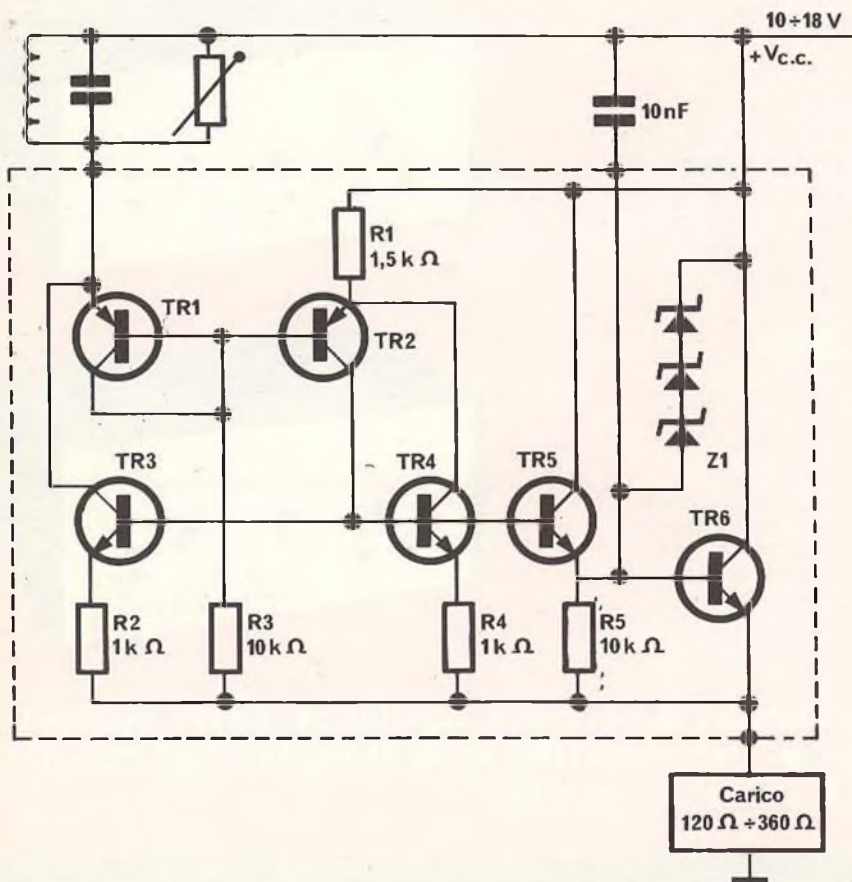 10÷18 V
+Vc.c.
10nF
R1
1,5 k Ω
TR1
TR2
TR3
TR4
TR5
Z1
TR6
R2
1k Ω
R3
10k Ω
R4
1k Ω
R5
10k Ω
Carico
120 Ω ÷360 Ω